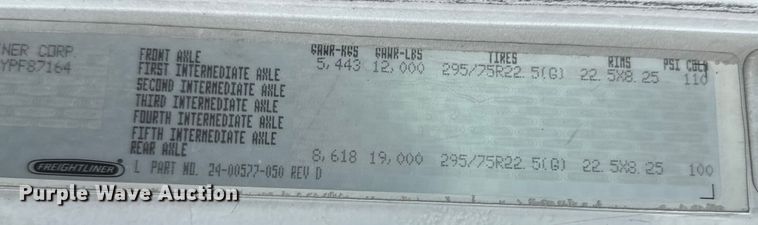 NER CORP
YPF87164
GAWR-KGS GAWR-LBS TIRES RIMS PSI COLD
FRONT AXLE 5,443 12,000 295/75R22.5(G) 22.5X8.25 110
FIRST INTERMEDIATE AXLE
SECOND INTERMEDIATE AXLE
THIRD INTERMEDIATE AXLE
FOURTH INTERMEDIATE AXLE
FIFTH INTERMEDIATE AXLE
REAR AXLE 8,618 19,000 295/75R22.5(G) 22.5X8.25 100
FREIGHTLINER
L PART NO. 24-00577-050 REV D
Purple Wave Auction